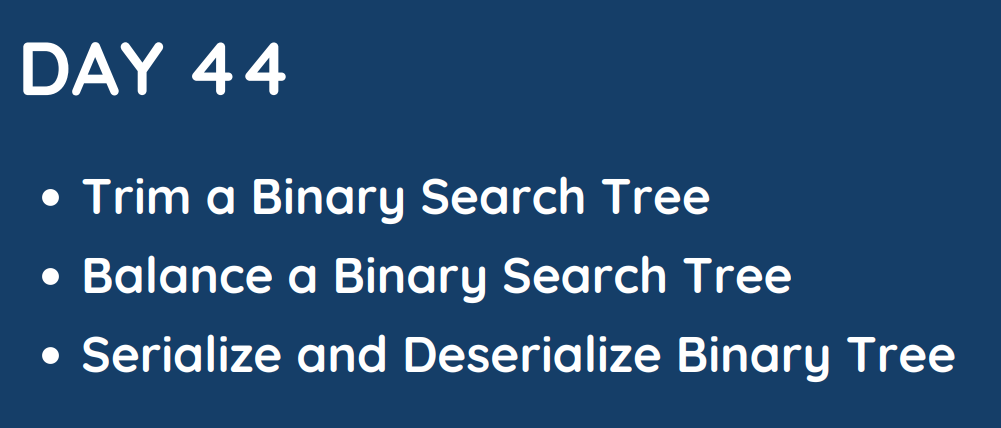 DAY 44
• Trim a Binary Search Tree
• Balance a Binary Search Tree
• Serialize and Deserialize Binary Tree